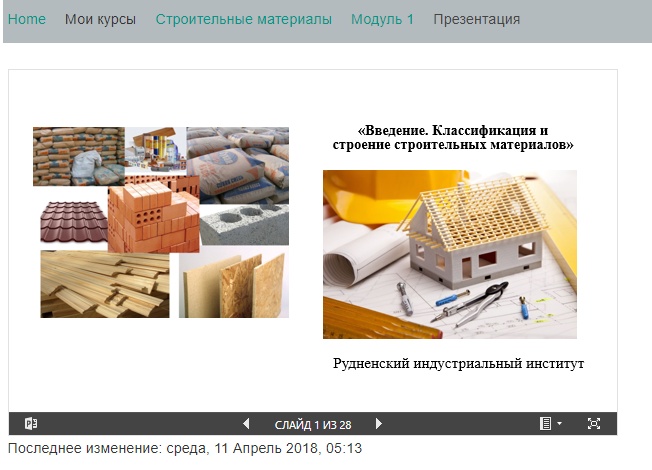 Home Мои курсы Строительные материалы Модуль 1 Презентация
«Введение. Классификация и
строение строительных материалов»
Рудненский индустриальный институт
СЛАЙД 1 ИЗ 28
Последнее изменение: среда, 11 Апрель 2018, 05:13